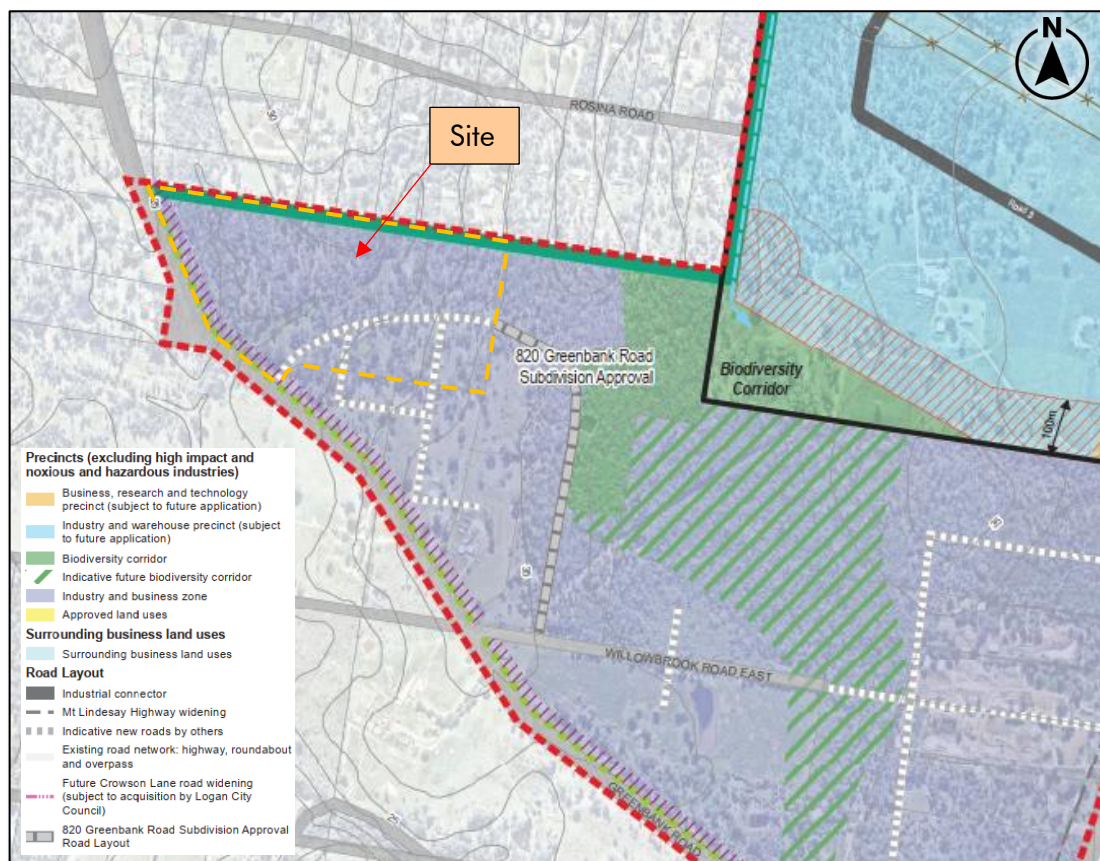 N
ROSINA ROAD
Site
30
Road 3
820 Greenbank Road
Subdivision Approval
Biodiversity
Corridor
100m
WILLOWBROOK ROAD EAST
GREENBANK ROAD
25
Precincts (excluding high impact and
noxious and hazardous industries)
Business, research and technology
precinct (subject to future application)
Industry and warehouse precinct (subject
to future application)
Biodiversity corridor
Indicative future biodiversity corridor
Industry and business zone
Approved land uses
Surrounding business land uses
Surrounding business land uses
Road Layout
Industrial connector
Mt Lindesay Highway widening
Indicative new roads by others
Existing road network: highway, roundabout
and overpass
Future Crowson Lane road widening
(subject to acquisition by Logan City
Council)
820 Greenbank Road Subdivision Approval
Road Layout